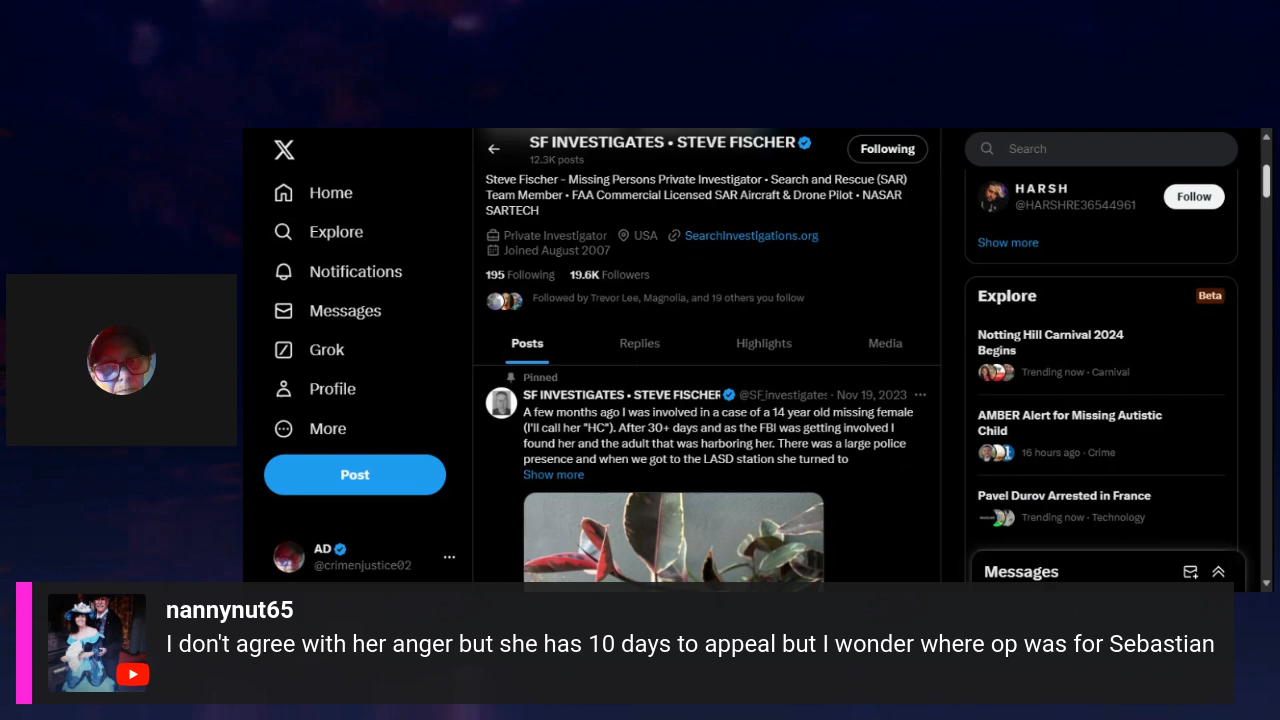 SF INVESTIGATES • STEVE FISCHER
12.3K posts
Following
Steve Fischer - Missing Persons Private Investigator • Search and Rescue (SAR)
Team Member • FAA Commercial Licensed SAR Aircraft & Drone Pilot • NASAR
SARTECH
Private Investigator USA SearchInvestigations.org
Joined August 2007
195 Following 19.6K Followers
Followed by Trevor Lee, Magnolia, and 19 others you follow
Posts Replies Highlights Media
Pinned
SF INVESTIGATES • STEVE FISCHER @SF_investigates · Nov 19, 2023
A few months ago I was involved in a case of a 14 year old missing female
(I'll call her "HC"). After 30+ days and as the FBI was getting involved I
found her and the adult that was harboring her. There was a large police
presence and when we got to the LASD station she turned to
Show more
Home
Explore
Notifications
Messages
Grok
Profile
More
Post
AD
@crimenjustice02
Search
H A R S H
@HARSHRE36544961
Follow
Show more
Explore
Beta
Notting Hill Carnival 2024
Begins
Trending now · Carnival
AMBER Alert for Missing Autistic
Child
16 hours ago · Crime
Pavel Durov Arrested in France
Trending now · Technology
Messages
nannynut65
I don't agree with her anger but she has 10 days to appeal but I wonder where op was for Sebastian